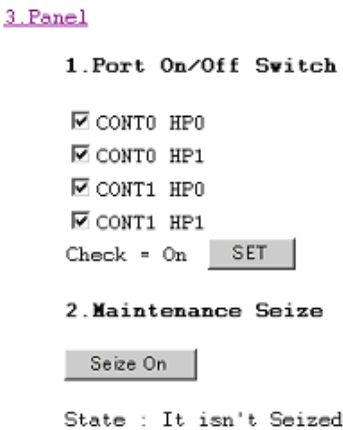 3.Panel
1.Port On/Off Switch
CONT0 HP0
CONT0 HP1
CONT1 HP0
CONT1 HP1
Check = On SET
2.Maintenance Seize
Seize On
State : It isn't Seized